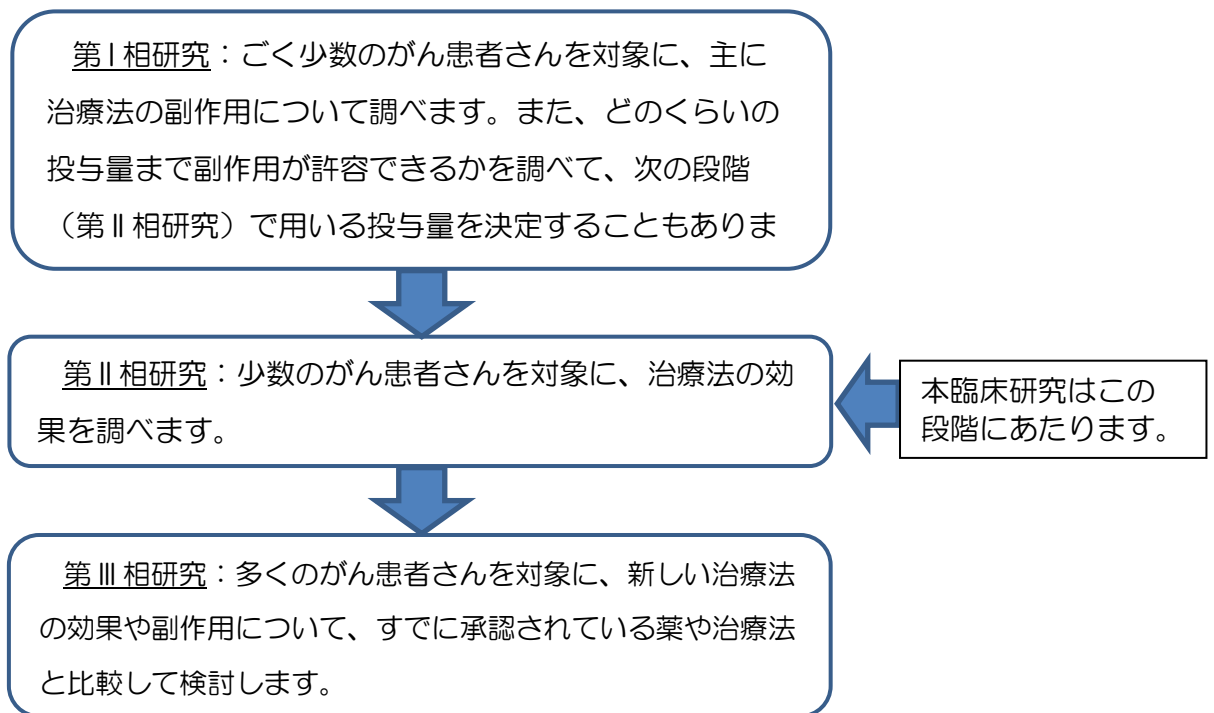 第Ⅰ相研究：ごく少数のがん患者さんを対象に、主に
治療法の副作用について調べます。また、どのくらいの
投与量まで副作用が許容できるかを調べて、次の段階
（第Ⅱ相研究）で用いる投与量を決定することもありま
第Ⅱ相研究：少数のがん患者さんを対象に、治療法の効
果を調べます。
本臨床研究はこの
段階にあたります。
第Ⅲ相研究：多くのがん患者さんを対象に、新しい治療法
の効果や副作用について、すでに承認されている薬や治療法
と比較して検討します。